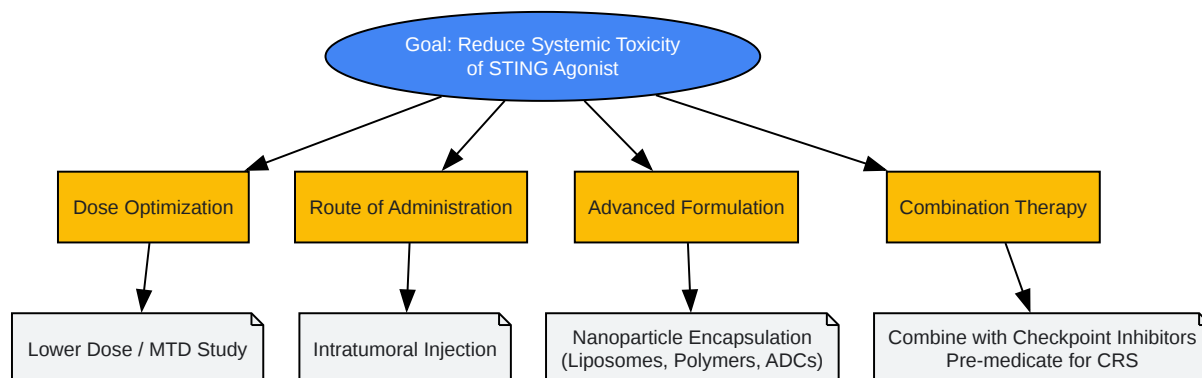 Goal: Reduce Systemic Toxicity
of STING Agonist
Dose Optimization
Route of Administration
Advanced Formulation
Combination Therapy
Lower Dose / MTD Study
Intratumoral Injection
Nanoparticle Encapsulation
(Liposomes, Polymers, ADCs)
Combine with Checkpoint Inhibitors
Pre-medicate for CRS